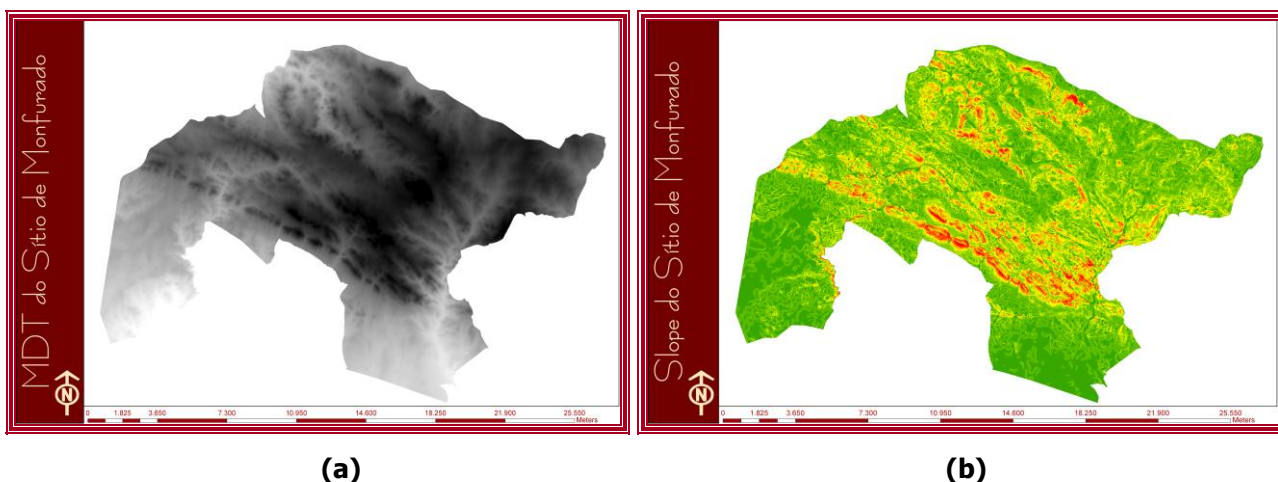 MDT do Sítio de Monfurado
N
0 1.825 3.650 7.300 10.950 14.600 18.250 21.900 25.550
Meters
Slope do Sítio de Monfurado
N
0 1.825 3.650 7.300 10.950 14.600 18.250 21.900 25.550
Meters
(a) (b)